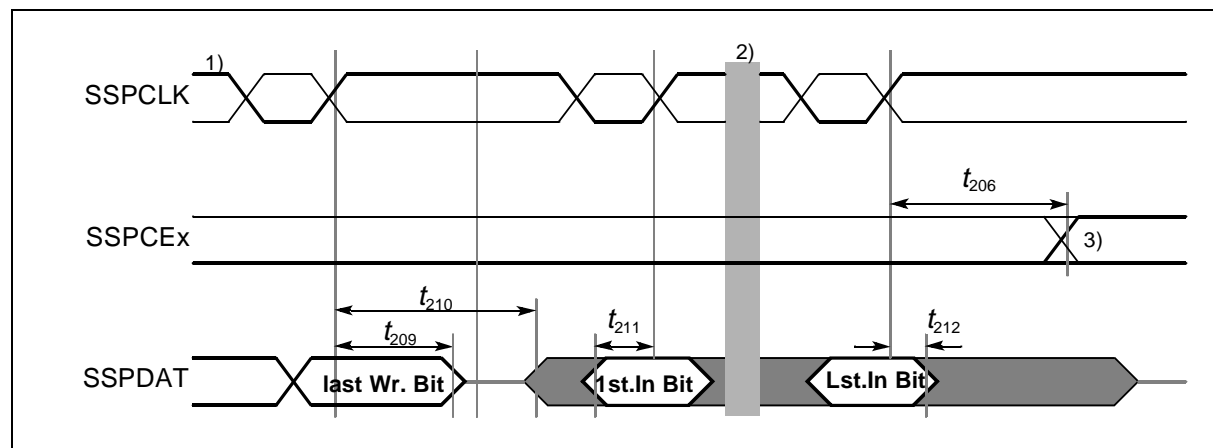 1)
2)
SSPCLK
t206
SSPCEx
3)
t210
t209
t211
t212
SSPDAT
last Wr. Bit
1st.In Bit
Lst.In Bit